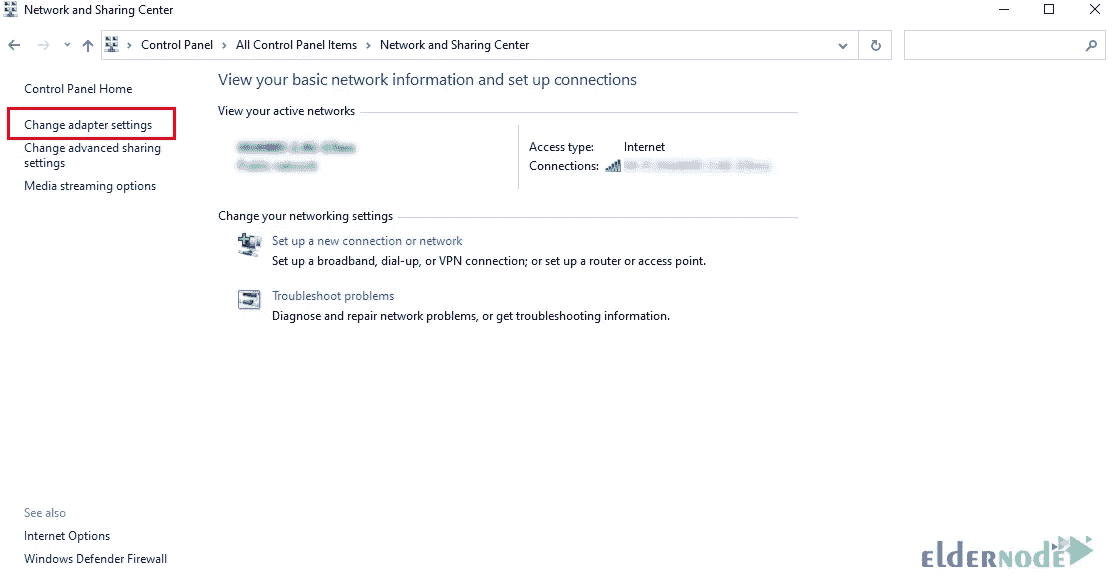 Network and Sharing Center
Control Panel > All Control Panel Items > Network and Sharing Center
Control Panel Home
Change adapter settings
Change advanced sharing
settings
Media streaming options
View your basic network information and set up connections
View your active networks
Access type: Internet
Connections:
Change your networking settings
Set up a new connection or network
Set up a broadband, dial-up, or VPN connection; or set up a router or access point.
Troubleshoot problems
Diagnose and repair network problems, or get troubleshooting information.
See also
Internet Options
Windows Defender Firewall
eldernode